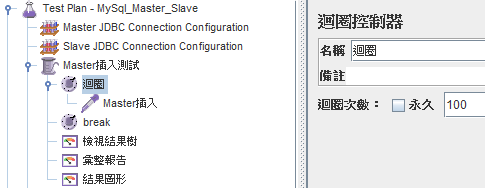 Test Plan - MySql_Master_Slave
Master JDBC Connection Configuration
Slave JDBC Connection Configuration
Master插入測試
迴圈
Master插入
break
檢視結果樹
彙整報告
結果圖形
迴圈控制器
名稱 迴圈
備註
迴圈次數： 永久 100